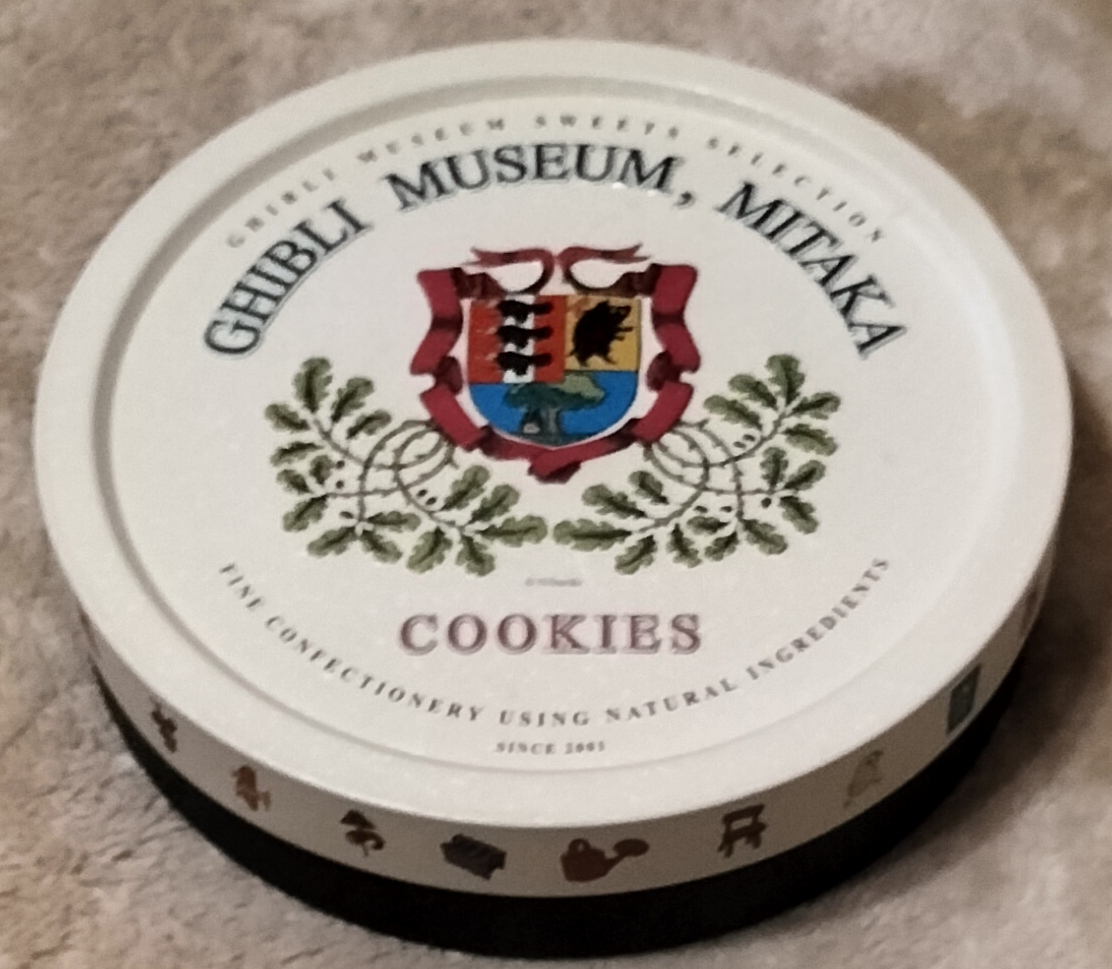 GHIBLI MUSEUM SWEETS SELECTION
GHIBLI MUSEUM, MITAKA
COOKIES
FINE CONFECTIONERY USING NATURAL INGREDIENTS
SINCE 2001